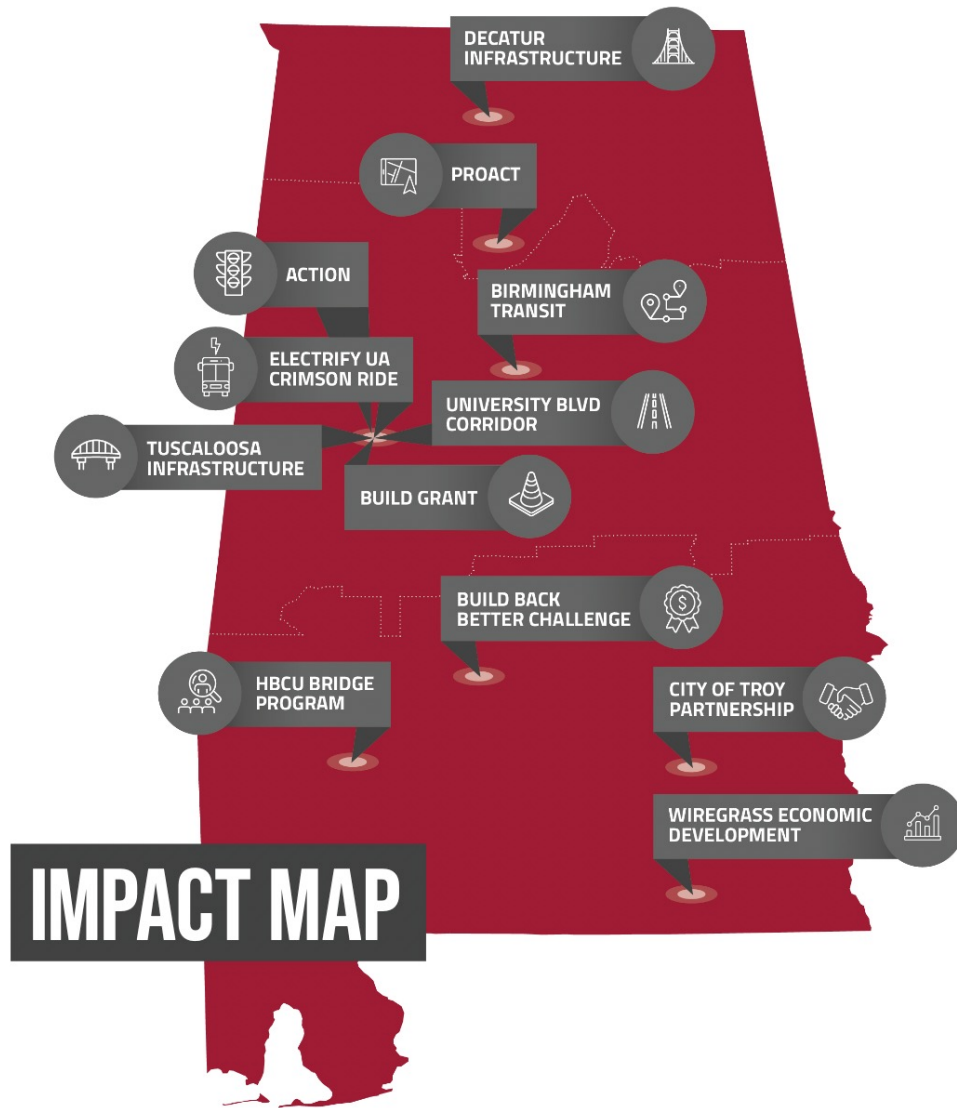 DECATUR
INFRASTRUCTURE
PROACT
ACTION
BIRMINGHAM
TRANSIT
ELECTRIFY UA
CRIMSON RIDE
UNIVERSITY BLVD
CORRIDOR
TUSCALOOSA
INFRASTRUCTURE
BUILD GRANT
BUILD BACK
BETTER CHALLENGE
HBCU BRIDGE
PROGRAM
CITY OF TROY
PARTNERSHIP
WIREGRASS ECONOMIC
DEVELOPMENT
IMPACT MAP
$